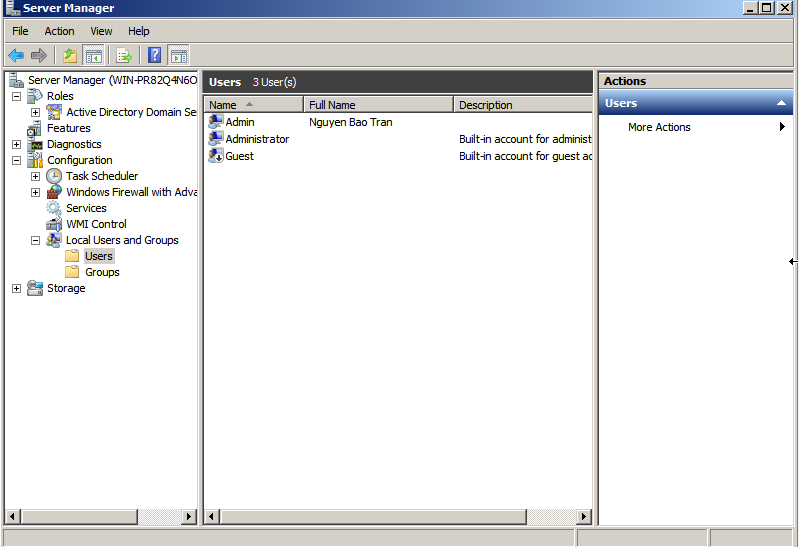 Server Manager
File Action View Help
Server Manager (WIN-PR82Q4N6O
Roles
Active Directory Domain Se
Features
Diagnostics
Configuration
Task Scheduler
Windows Firewall with Adva
Services
WMI Control
Local Users and Groups
Users
Groups
Storage
Users 3 User(s)
Name Full Name Description
Admin Nguyen Bao Tran
Administrator Built-in account for administ
Guest Built-in account for guest ac
Actions
Users
More Actions